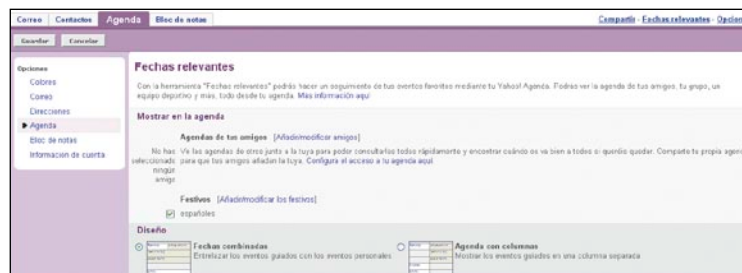 Correo Contactos Agenda Bloc de notas
Compartir - Fechas relevantes - Opcion
Guardar Cancelar
Opciones
Colores
Correo
Direcciones
Agenda
Bloc de notas
Información de cuenta
Fechas relevantes
Con la herramienta "Fechas relevantes" podrás hacer un seguimiento de tus eventos favoritos mediante tu Yahoo! Agenda. Podrás ver la agenda de tus amigos, tu grupo, un
equipo deportivo y más, todo desde tu agenda. Más información aquí
Mostrar en la agenda
Agendas de tus amigos [Añadir/modificar amigos]
No has seleccionado ningún amigo
Ve las agendas de otros junto a la tuya para poder consultarlas todas rápidamente y encontrar cuándo os va bien a todos si queréis quedar. Comparte tu propia agen
para que tus amigos añadan la tuya. Configura el acceso a tu agenda aquí.
Festivos [Añadir/modificar los festivos]
españoles
Diseño
Fechas combinadas
Entrelazar los eventos guiados con los eventos personales
Agenda con columnas
Mostrar los eventos guiados en una columna separada